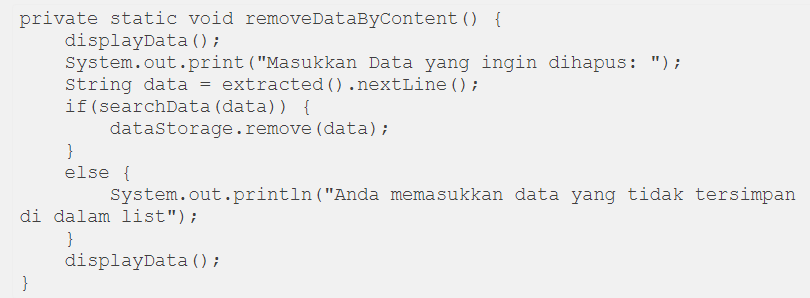 private static void removeDataByContent() {
    displayData();
    System.out.print("Masukkan Data yang ingin dihapus: ");
    String data = extracted().nextLine();
    if(searchData(data)) {
        dataStorage.remove(data);
    }
    else {
        System.out.println("Anda memasukkan data yang tidak tersimpan
di dalam list");
    }
    displayData();
}